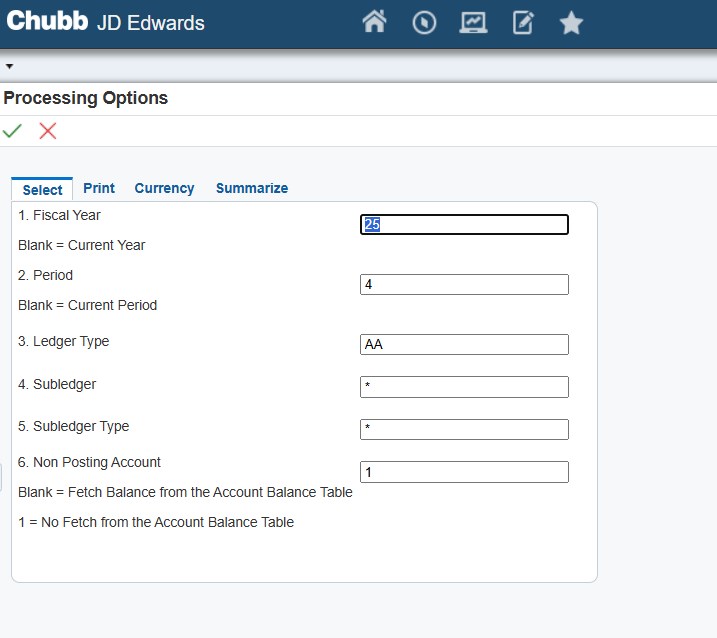 Chubb JD Edwards
Processing Options
Select Print Currency Summarize
1. Fiscal Year
25
Blank = Current Year
2. Period
4
Blank = Current Period
3. Ledger Type
AA
4. Subledger
*
5. Subledger Type
*
6. Non Posting Account
1
Blank = Fetch Balance from the Account Balance Table
1 = No Fetch from the Account Balance Table